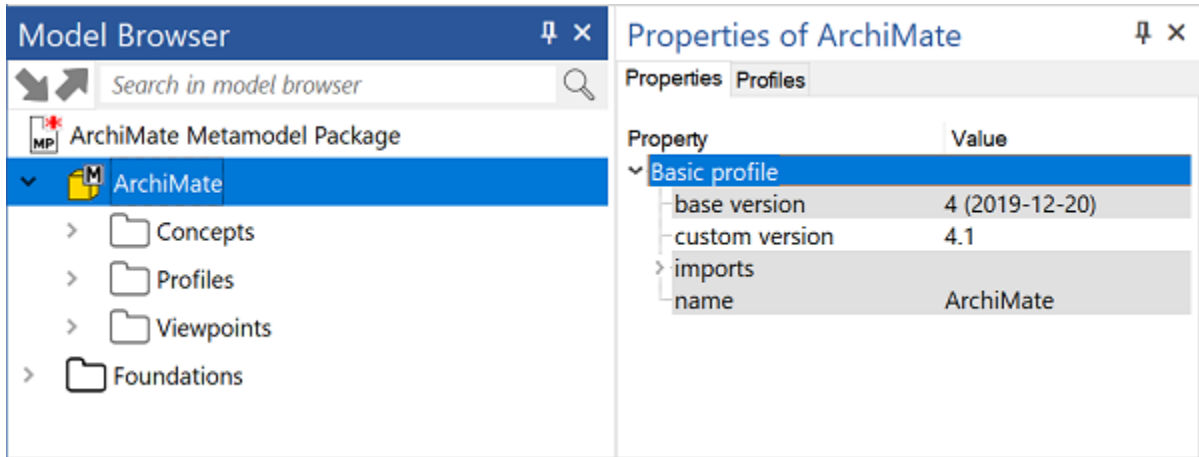 Model Browser
Search in model browser
MP ArchiMate Metamodel Package
M ArchiMate
Concepts
Profiles
Viewpoints
Foundations
Properties of ArchiMate
Properties Profiles
Property Value
Basic profile
base version 4 (2019-12-20)
custom version 4.1
imports
name ArchiMate